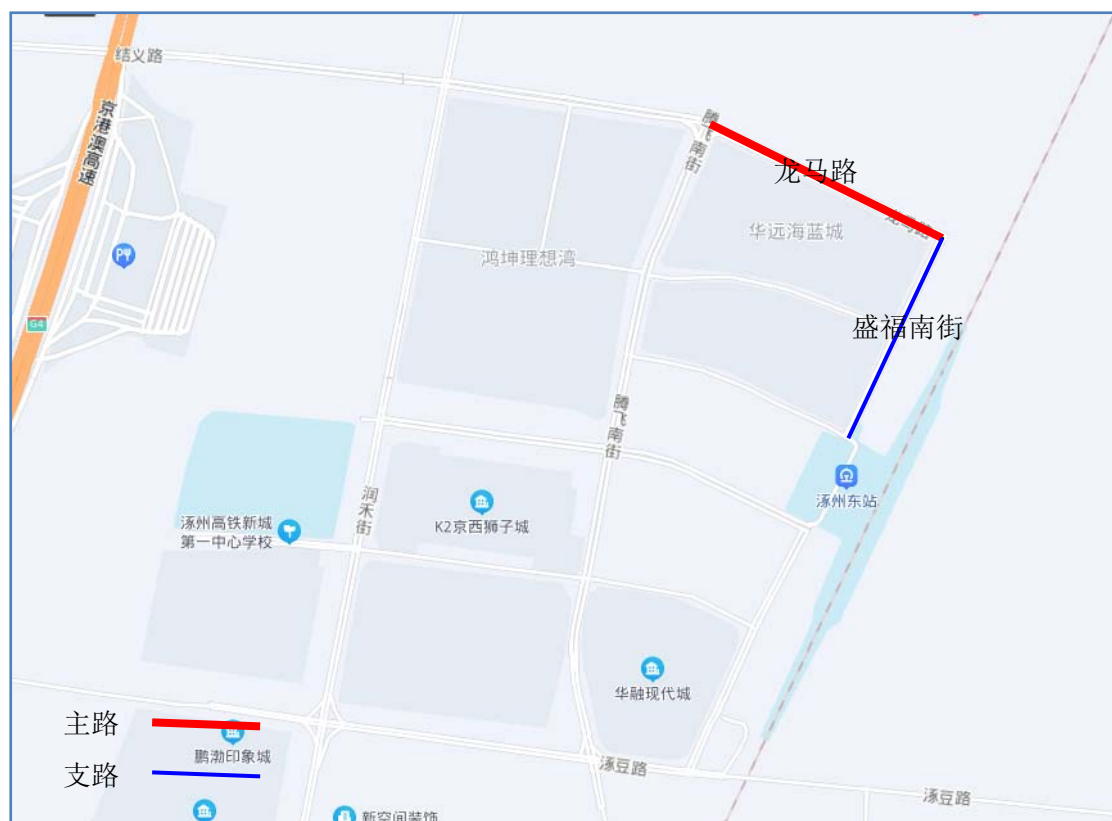 结义路
京港澳高速
G4
腾飞南街
龙马路
龙马路
华远海蓝城
鸿坤理想湾
盛福南街
腾飞南街
涿州东站
润禾街
K2京西狮子城
涿州高铁新城
第一中心学校
华融现代城
主路
鹏渤印象城
支路
涿豆路
涿豆路
新空间装饰